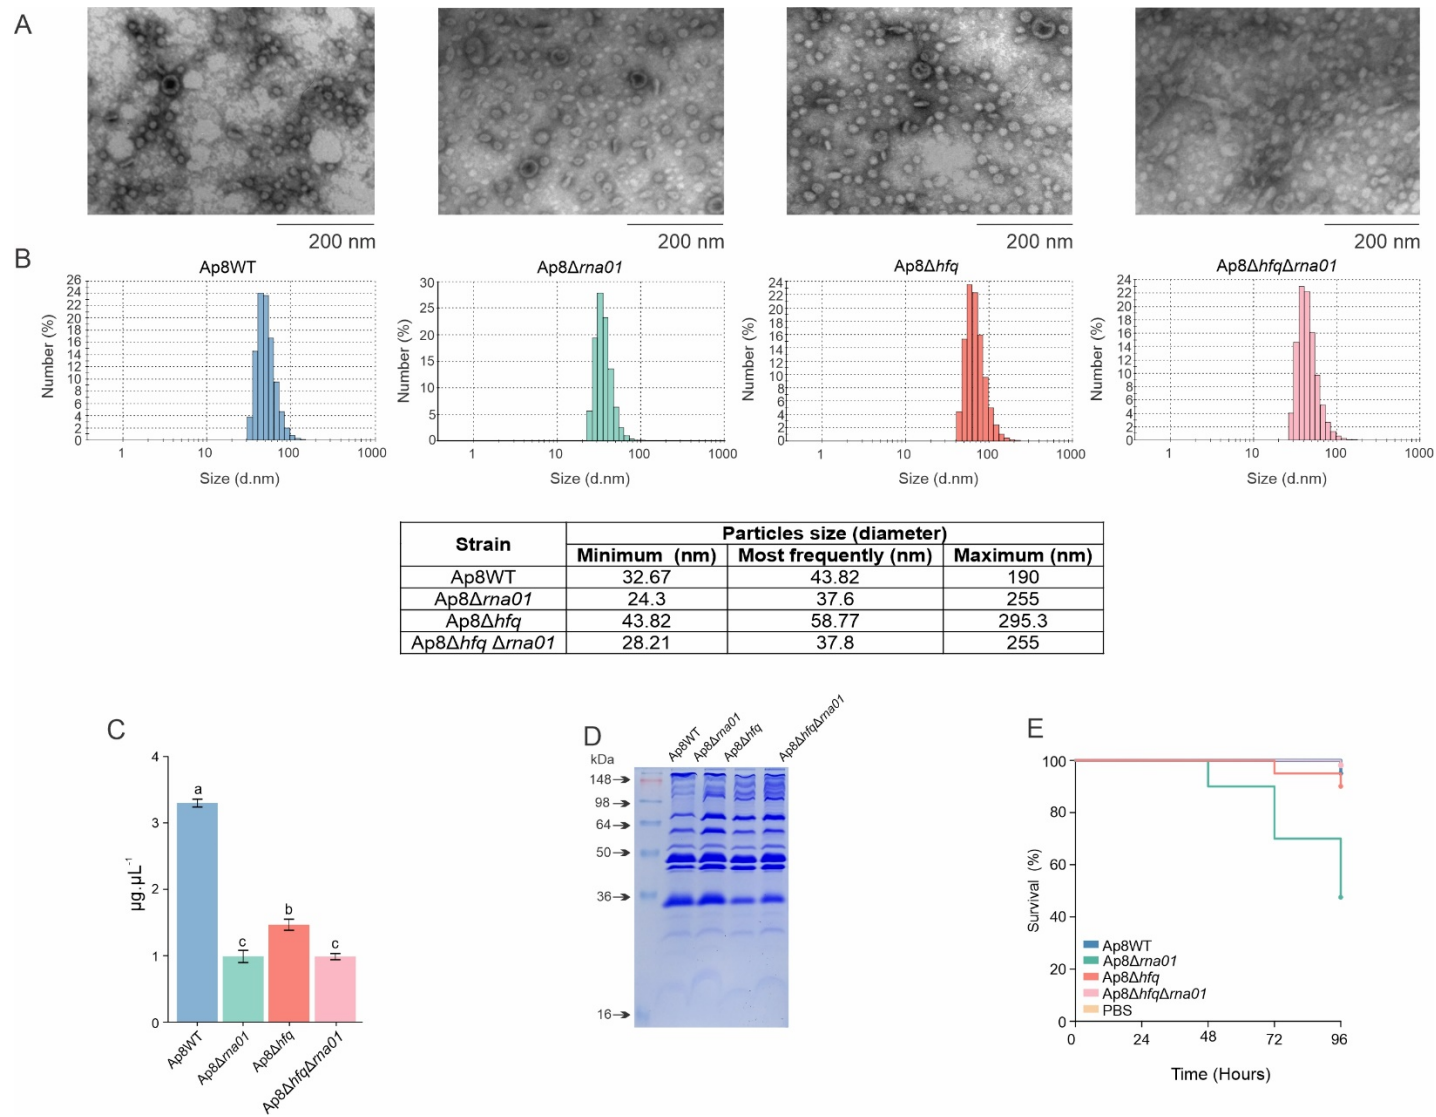 A
200 nm
200 nm
200 nm
200 nm
B
Ap8WT
Ap8Δrna01
Ap8Δhfq
Ap8ΔhfqΔrna01
Number (%)
26
24
22
20
18
16
14
12
10
8
6
4
2
0
1
10
100
1000
Size (d.nm)
Number (%)
30
25
20
15
10
5
0
1
10
100
1000
Size (d.nm)
Number (%)
24
22
20
18
16
14
12
10
8
6
4
2
0
1
10
100
1000
Size (d.nm)
Number (%)
24
22
20
18
16
14
12
10
8
6
4
2
0
1
10
100
1000
Size (d.nm)
Strain Particles size (diameter)
Minimum (nm) Most frequently (nm) Maximum (nm)
Ap8WT 32.67 43.82 190
Ap8Δrna01 24.3 37.6 255
Ap8Δhfq 43.82 58.77 295.3
Ap8Δhfq Δrna01 28.21 37.8 255
C
µg.µL⁻¹
4
3
2
1
0
a
c
b
c
Ap8WT
Ap8Δrna01
Ap8Δhfq
Ap8ΔhfqΔrna01
D
kDa
148
98
64
50
36
16
Ap8WT
Ap8Δrna01
Ap8Δhfq
Ap8ΔhfqΔrna01
E
Survival (%)
100
80
60
40
20
0
Ap8WT
Ap8Δrna01
Ap8Δhfq
Ap8ΔhfqΔrna01
PBS
0 24 48 72 96
Time (Hours)